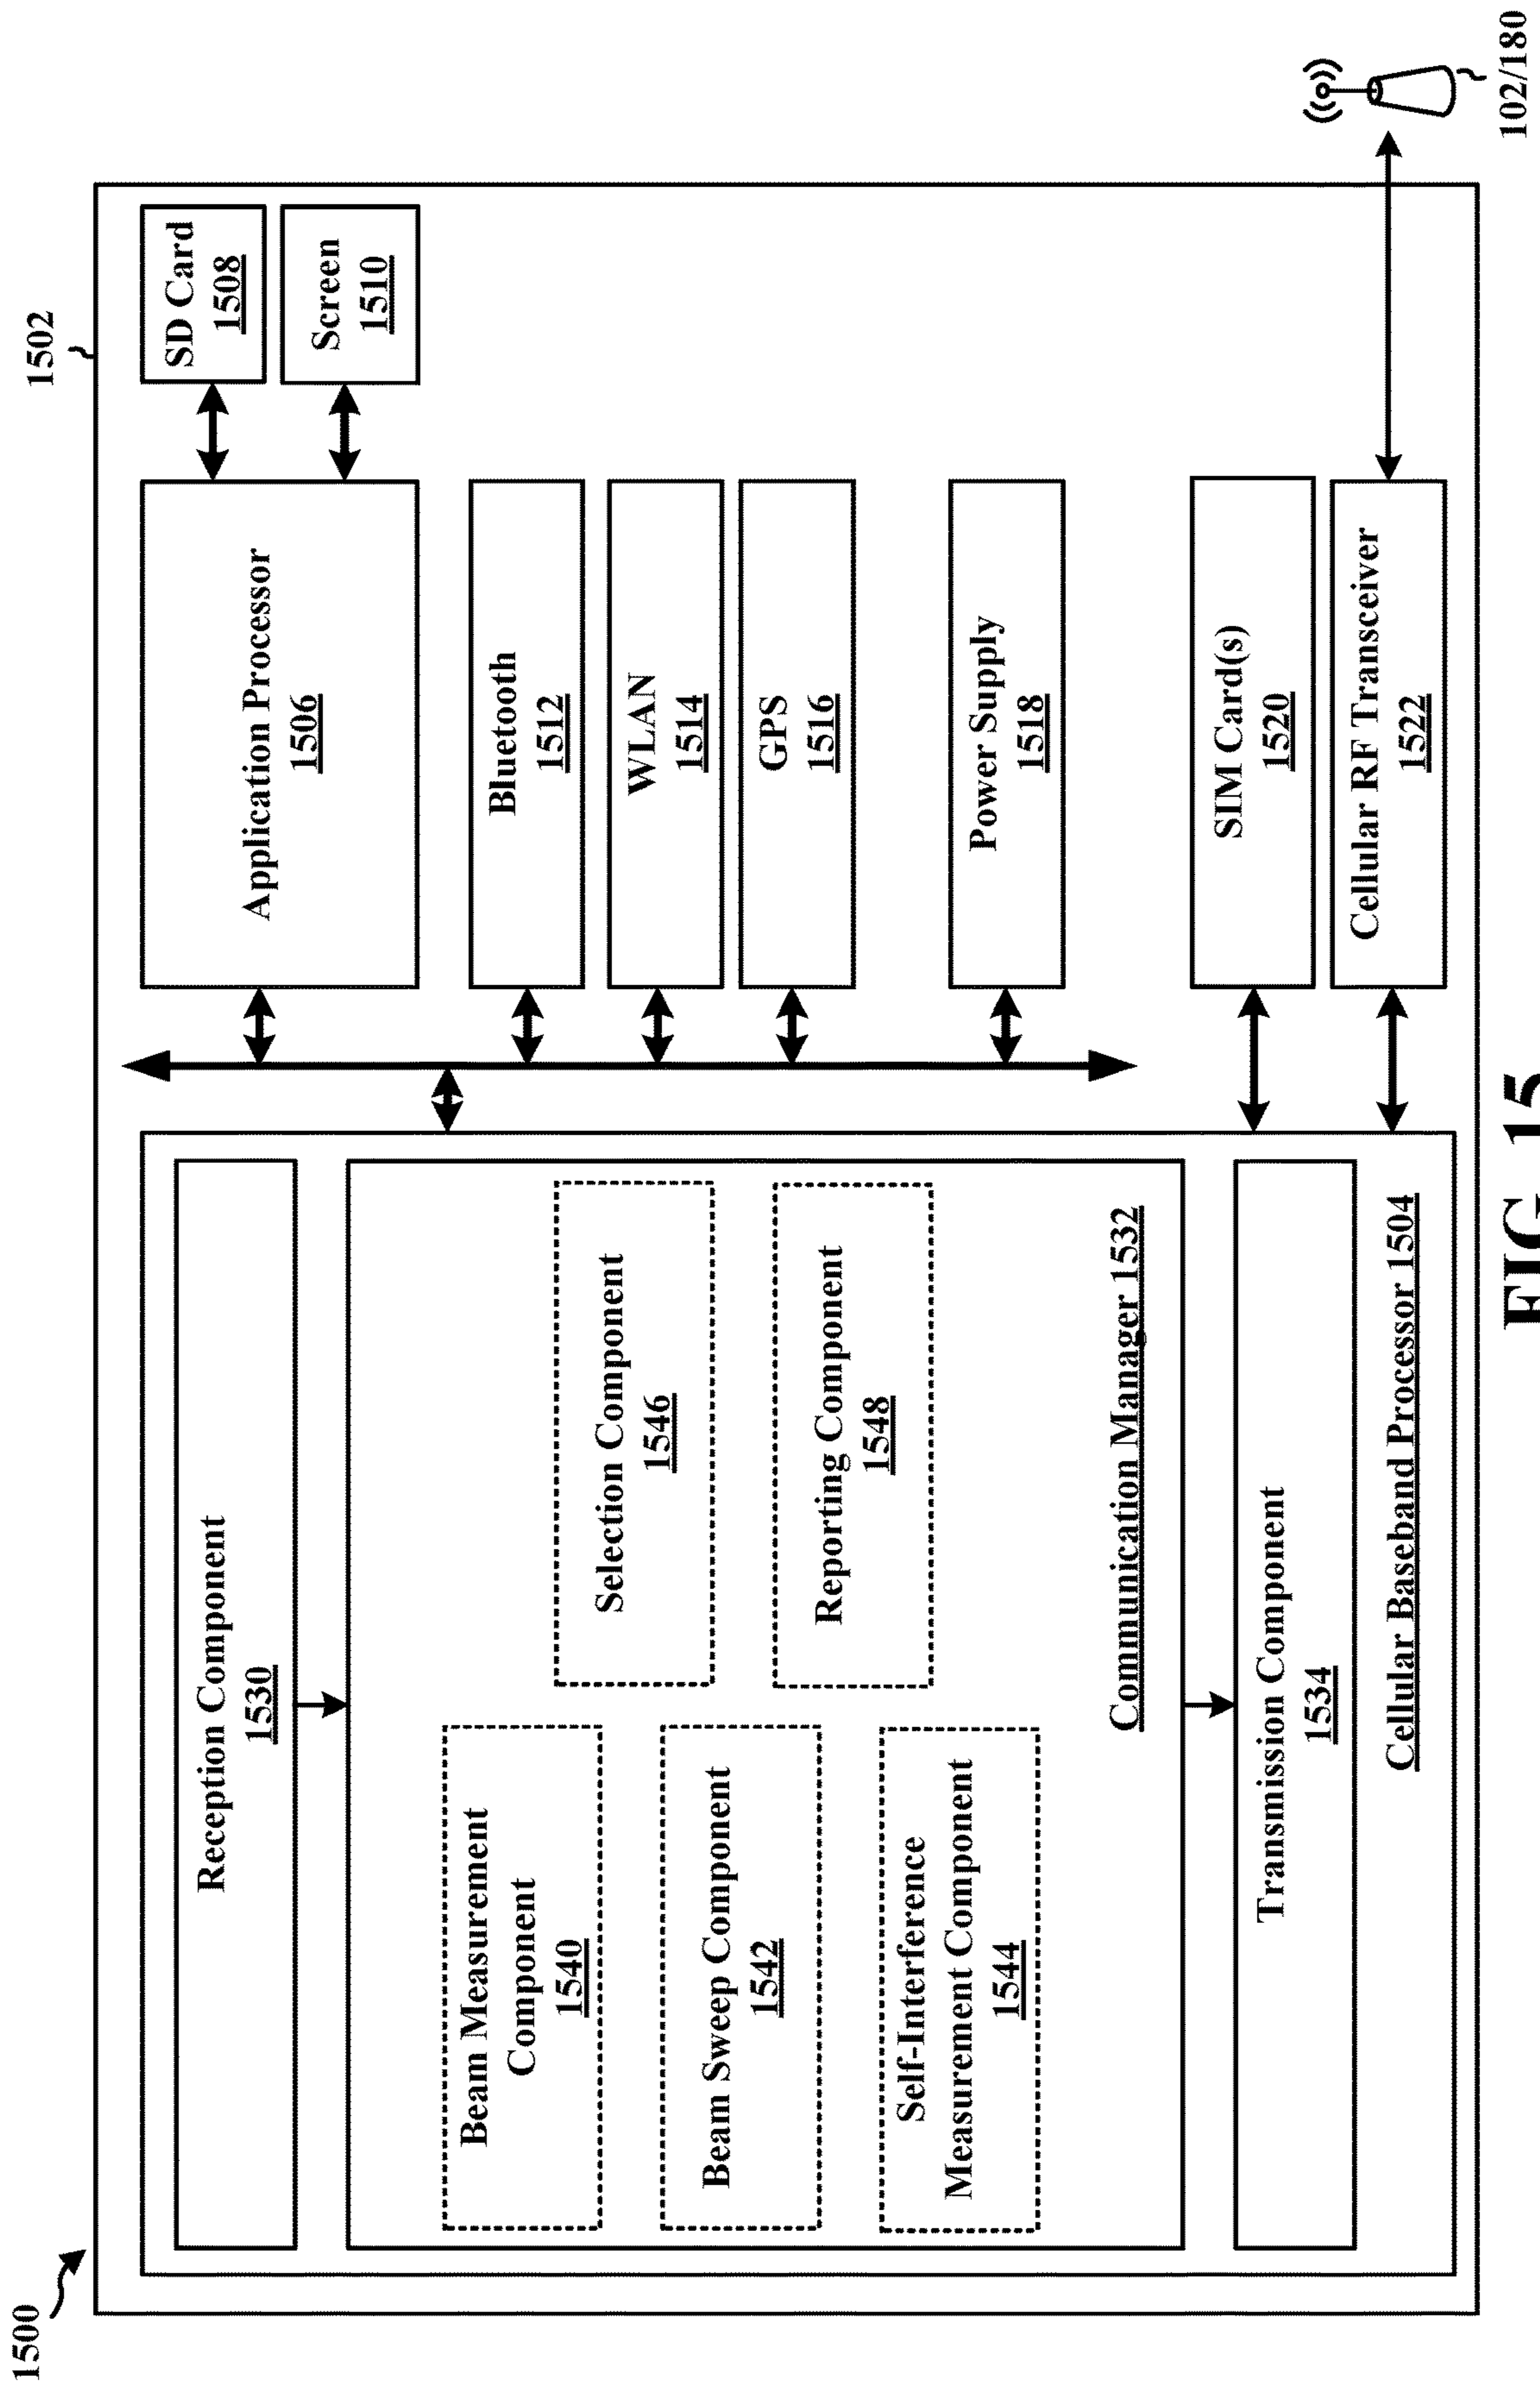 1500
1502
Reception Component
1530
Beam Measurement
Component
1540
Beam Sweep Component
1542
Self-Interference
Measurement Component
1544
Selection Component
1546
Reporting Component
1548
Communication Manager 1532
Transmission Component
1534
Cellular Baseband Processor 1504
Application Processor
1506
SD Card
1508
Screen
1510
Bluetooth
1512
WLAN
1514
GPS
1516
Power Supply
1518
SIM Card(s)
1520
Cellular RF Transceiver
1522
102/180
FIG. 15